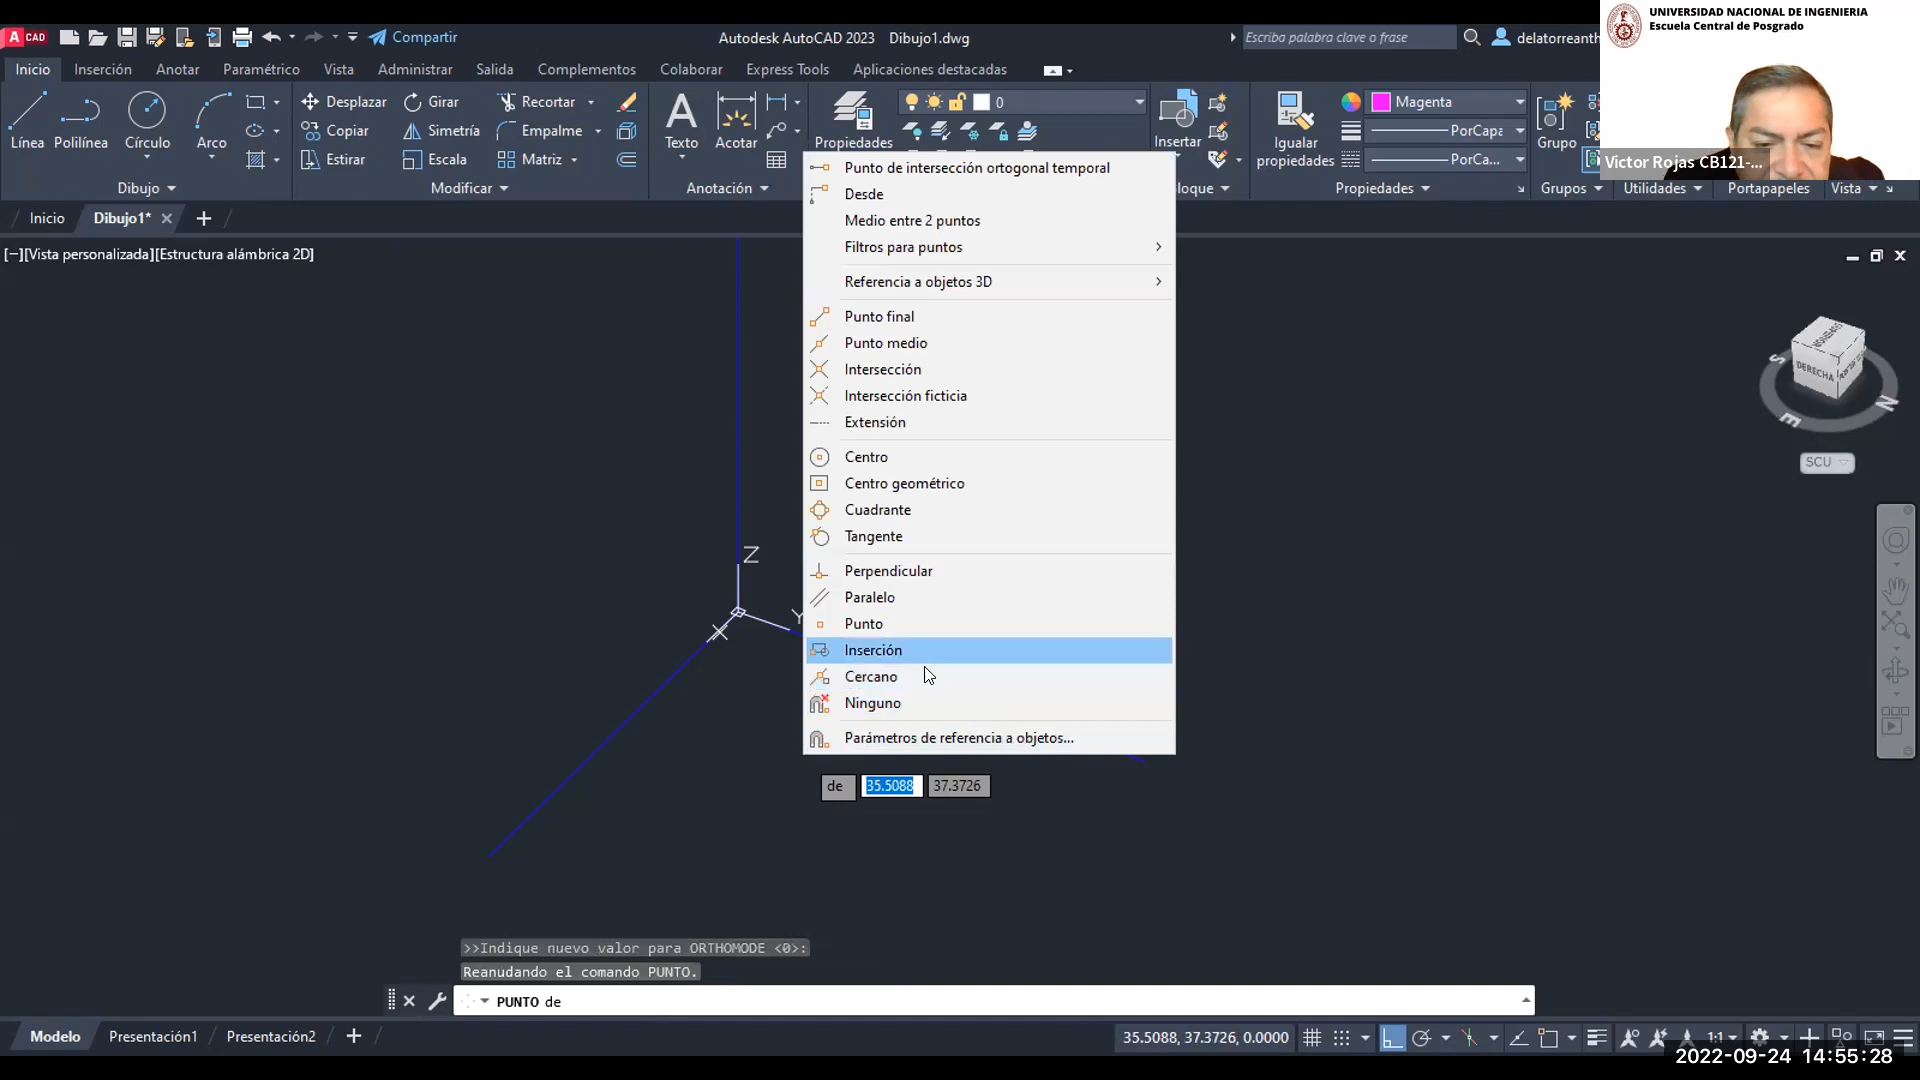 CAD
Compartir
Autodesk AutoCAD 2023 Dibujo1.dwg
Escriba palabra clave o frase
delatorreanth
UNIVERSIDAD NACIONAL DE INGENIERIA
Escuela Central de Posgrado
Inicio Inserción Anotar Paramétrico Vista Administrar Salida Complementos Colaborar Express Tools Aplicaciones destacadas
Línea Polilínea Círculo Arco
Desplazar Girar Recortar
Copiar Simetría Empalme
Estirar Escala Matriz
Texto Acotar
Propiedades
0
Insertar
Igualar
propiedades
Magenta
PorCapa
PorCa...
Grupo
Victor Rojas CB121-...
Dibujo Modificar Anotación Bloque Propiedades Grupos Utilidades Portapapeles Vista
Inicio Dibujo1*
[−][Vista personalizada][Estructura alámbrica 2D]
Punto de intersección ortogonal temporal
Desde
Medio entre 2 puntos
Filtros para puntos
Referencia a objetos 3D
Punto final
Punto medio
Intersección
Intersección ficticia
Extensión
Centro
Centro geométrico
Cuadrante
Tangente
Perpendicular
Paralelo
Punto
Inserción
Cercano
Ninguno
Parámetros de referencia a objetos...
Z
X
Y
S
DERECHA
N
E
SCU
de 35.5088 37.3726
>>Indique nuevo valor para ORTHOMODE <0>:
Reanudando el comando PUNTO.
PUNTO de
Modelo Presentación1 Presentación2
35.5088, 37.3726, 0.0000
1:1
2022-09-24 14:55:28